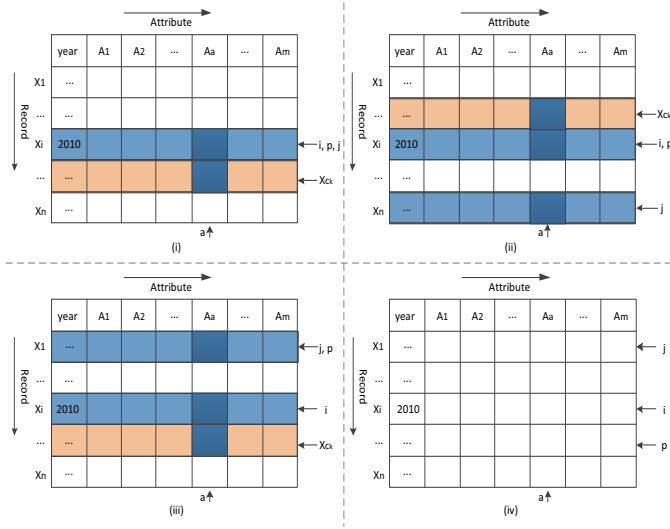 Attribute
year A1 A2 ... Aa ... Am
X1 ...
...
Record
Xi 2010 i, p, j
... Xck
Xn ...
a
(i)
Attribute
year A1 A2 ... Aa ... Am
X1 ...
... Xck
Record
Xi 2010 i, p
...
Xn ... j
a
(ii)
Attribute
year A1 A2 ... Aa ... Am
X1 ... j, p
...
Record
Xi 2010 i
... Xck
Xn ...
a
(iii)
Attribute
year A1 A2 ... Aa ... Am
X1 ... j
...
Record
Xi 2010 i
... p
Xn ...
a
(iv)